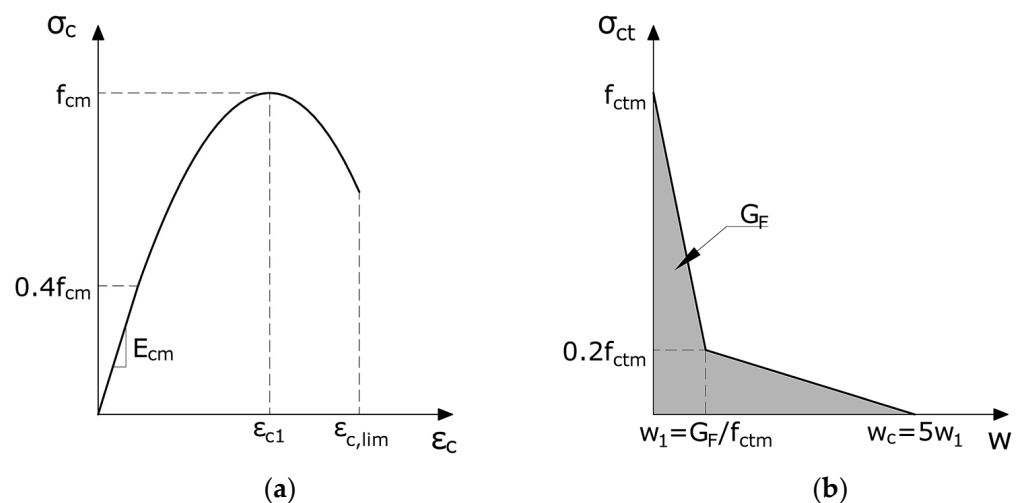 σc
fcm
0.4fcm
Ecm
εc1
εc,lim
εc
(a)
σct
fctm
GF
0.2fctm
w1=GF/fctm
wc=5w1
w
(b)